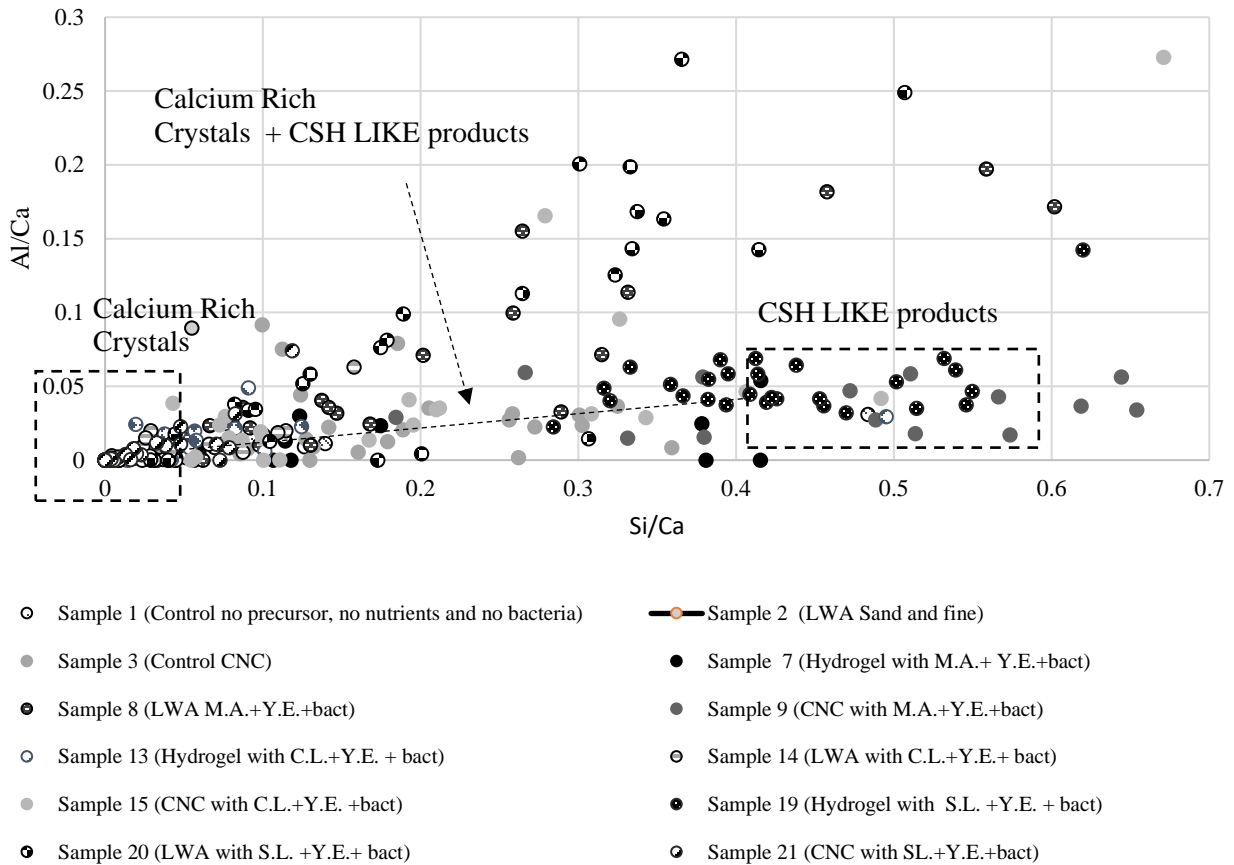 0.3
0.25
0.2
0.15
0.1
0.05
0
Al/Ca
Calcium Rich
Crystals + CSH LIKE products
Calcium Rich
Crystals
CSH LIKE products
0 0.1 0.2 0.3 0.4 0.5 0.6 0.7
Si/Ca
Sample 1 (Control no precursor, no nutrients and no bacteria)
Sample 2 (LWA Sand and fine)
Sample 3 (Control CNC)
Sample 7 (Hydrogel with M.A.+ Y.E.+bact)
Sample 8 (LWA M.A.+Y.E.+bact)
Sample 9 (CNC with M.A.+Y.E.+bact)
Sample 13 (Hydrogel with C.L.+Y.E. + bact)
Sample 14 (LWA with C.L.+Y.E.+ bact)
Sample 15 (CNC with C.L.+Y.E. +bact)
Sample 19 (Hydrogel with S.L. +Y.E. + bact)
Sample 20 (LWA with S.L. +Y.E.+ bact)
Sample 21 (CNC with SL.+Y.E.+bact)